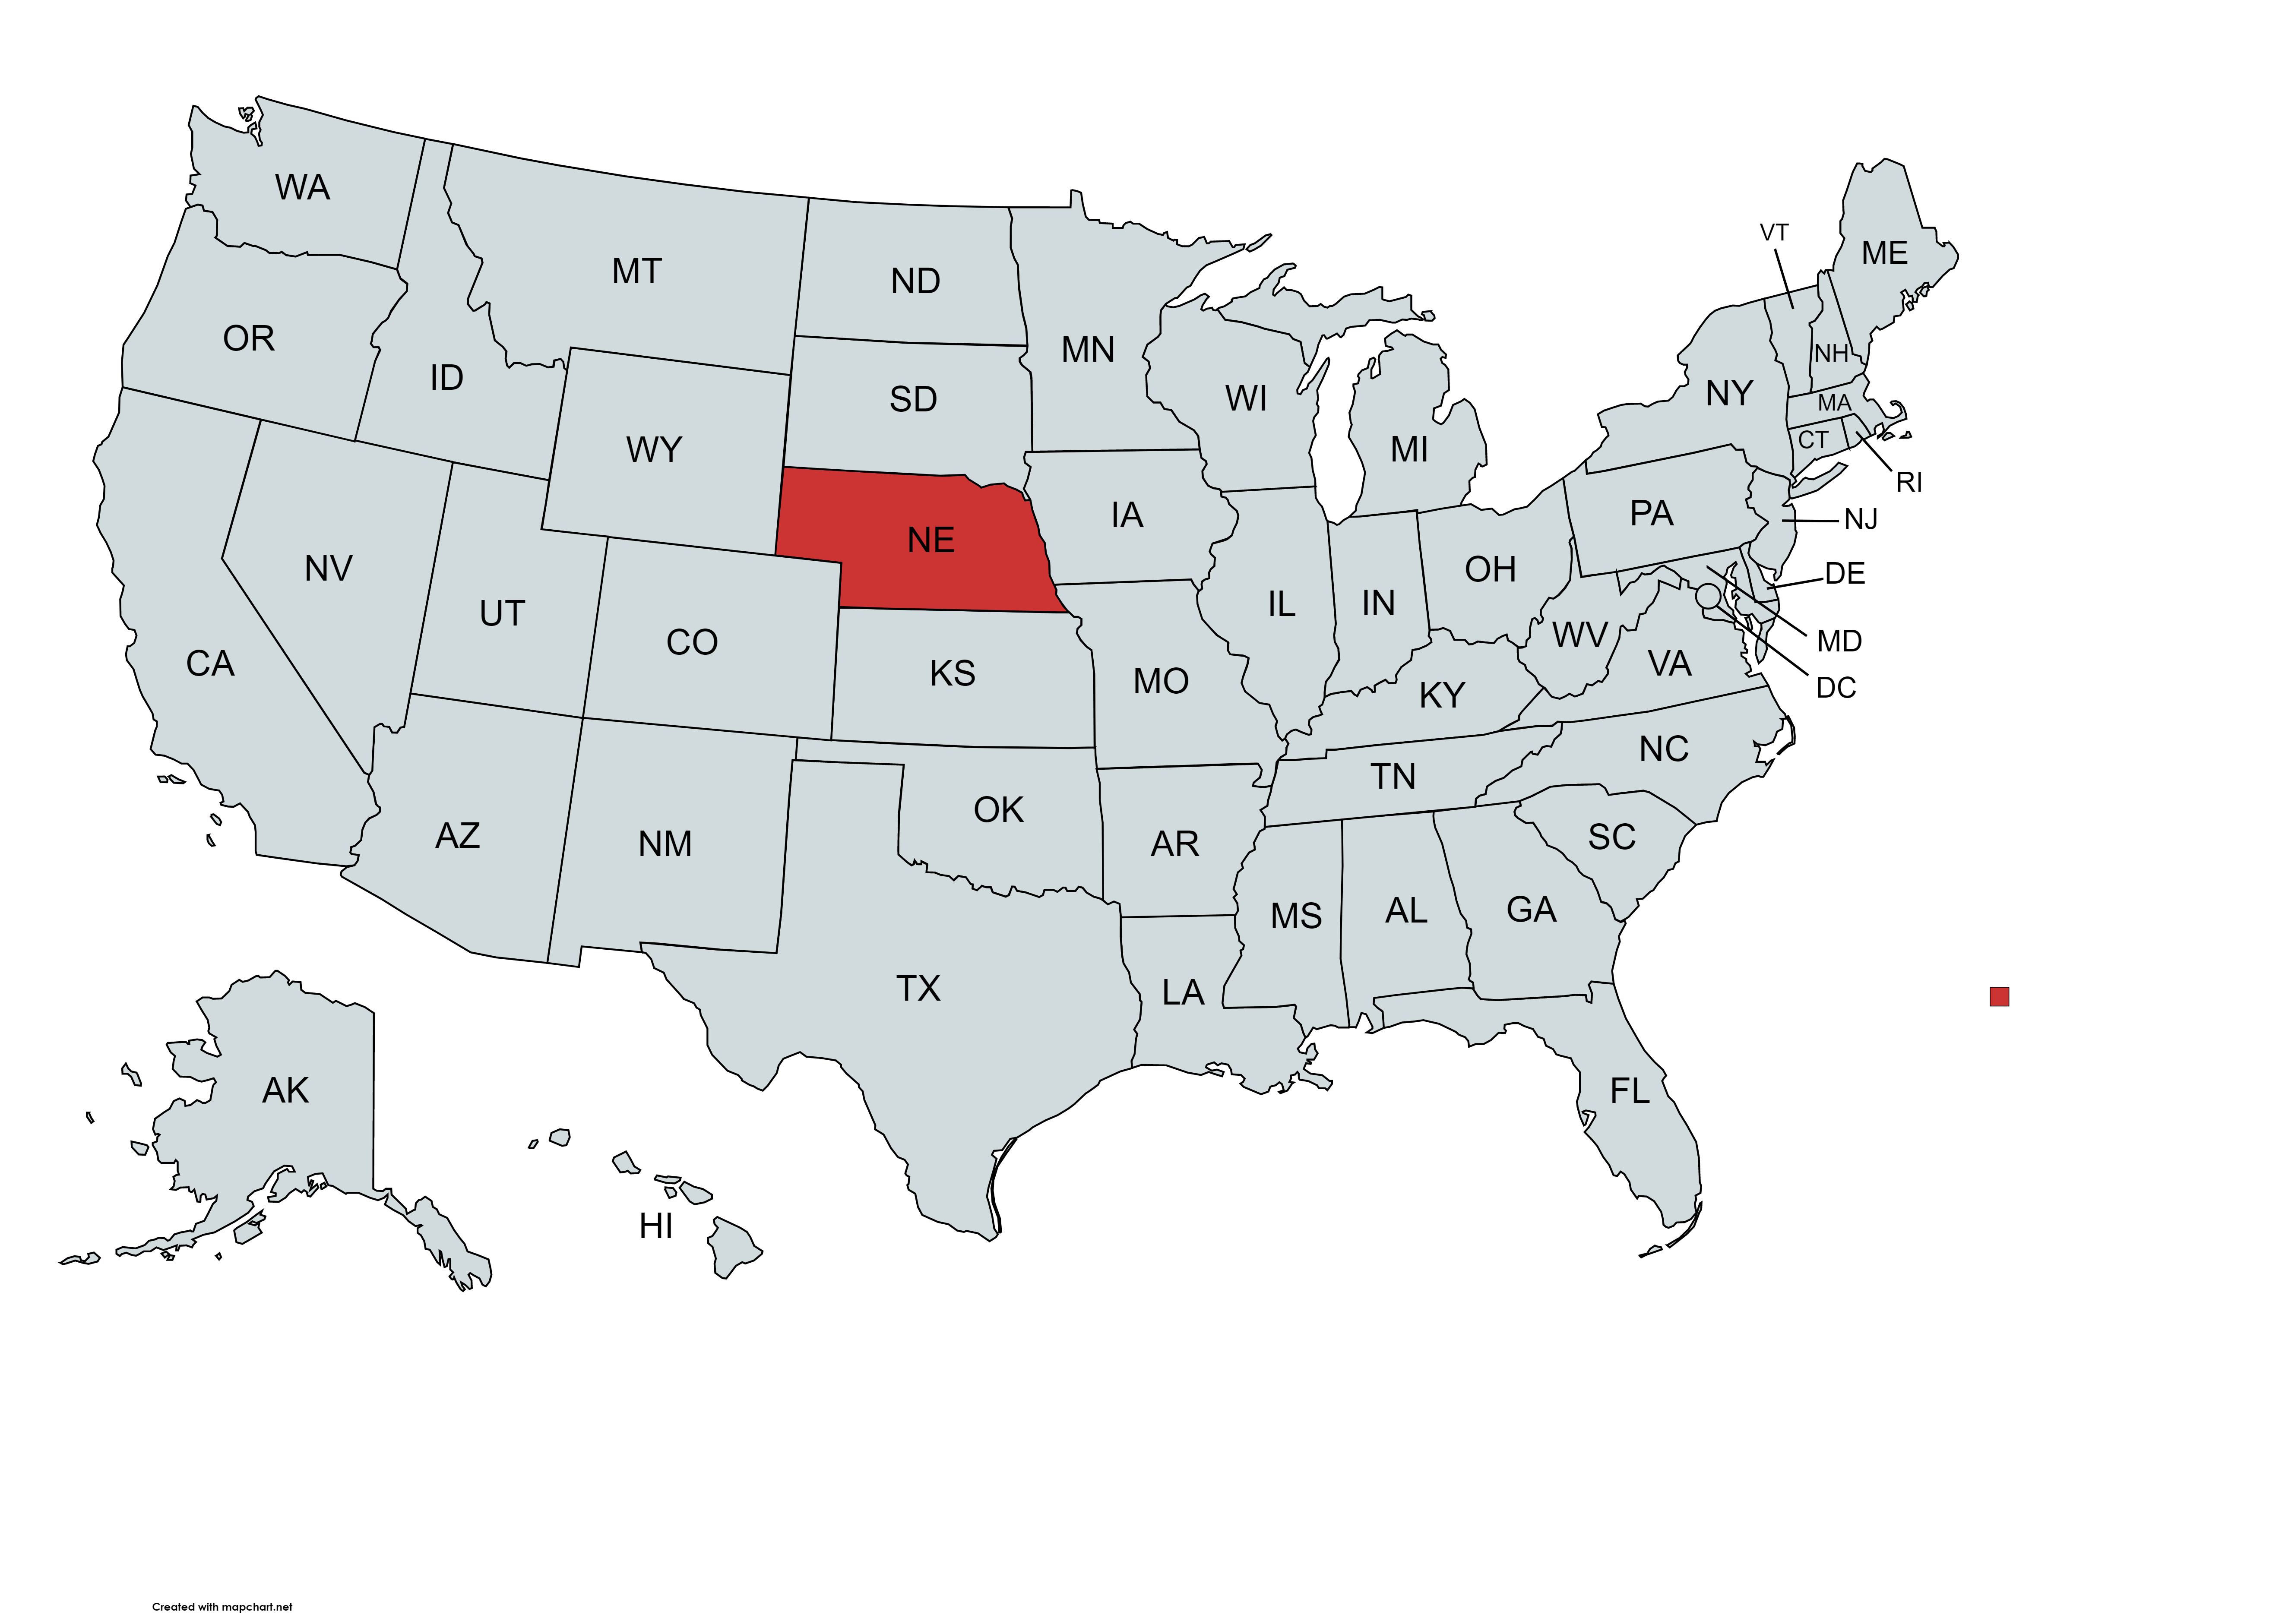 WA
MT
ND
MN
VT
ME
OR
ID
SD
WI
NY
NH
MA
CT
RI
WY
MI
NE
IA
PA
NJ
NV
UT
CO
IL
IN
OH
DE
CA
KS
MO
KY
WV
VA
MD
DC
AZ
NM
OK
AR
TN
NC
SC
MS
AL
GA
TX
LA
AK
FL
HI
Created with mapchart.net